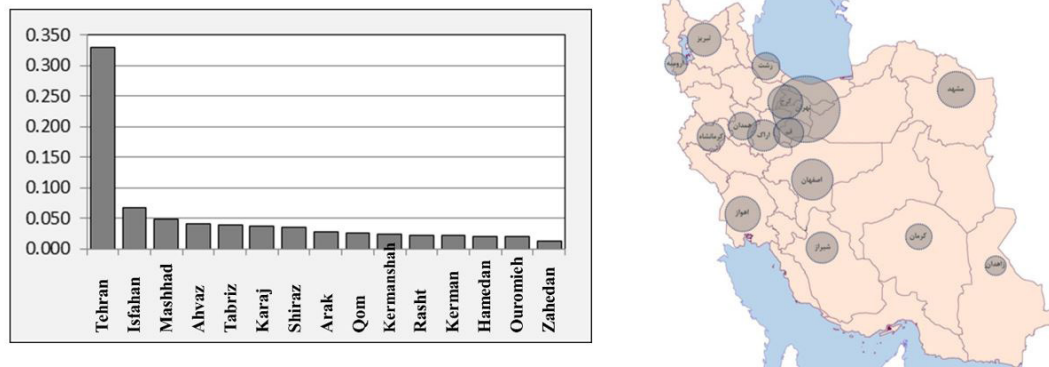 0.350
0.300
0.250
0.200
0.150
0.100
0.050
0.000
Tehran
Isfahan
Mashhad
Ahvaz
Tabriz
Karaj
Shiraz
Arak
Qom
Kermanshah
Rasht
Kerman
Hamedan
Ouromieh
Zahedan
تبریز
ارومیه
رشت
مشهد
کرج
تهران
همدان
اراک
قم
کرمانشاه
اصفهان
اهواز
شیراز
کرمان
زاهدان